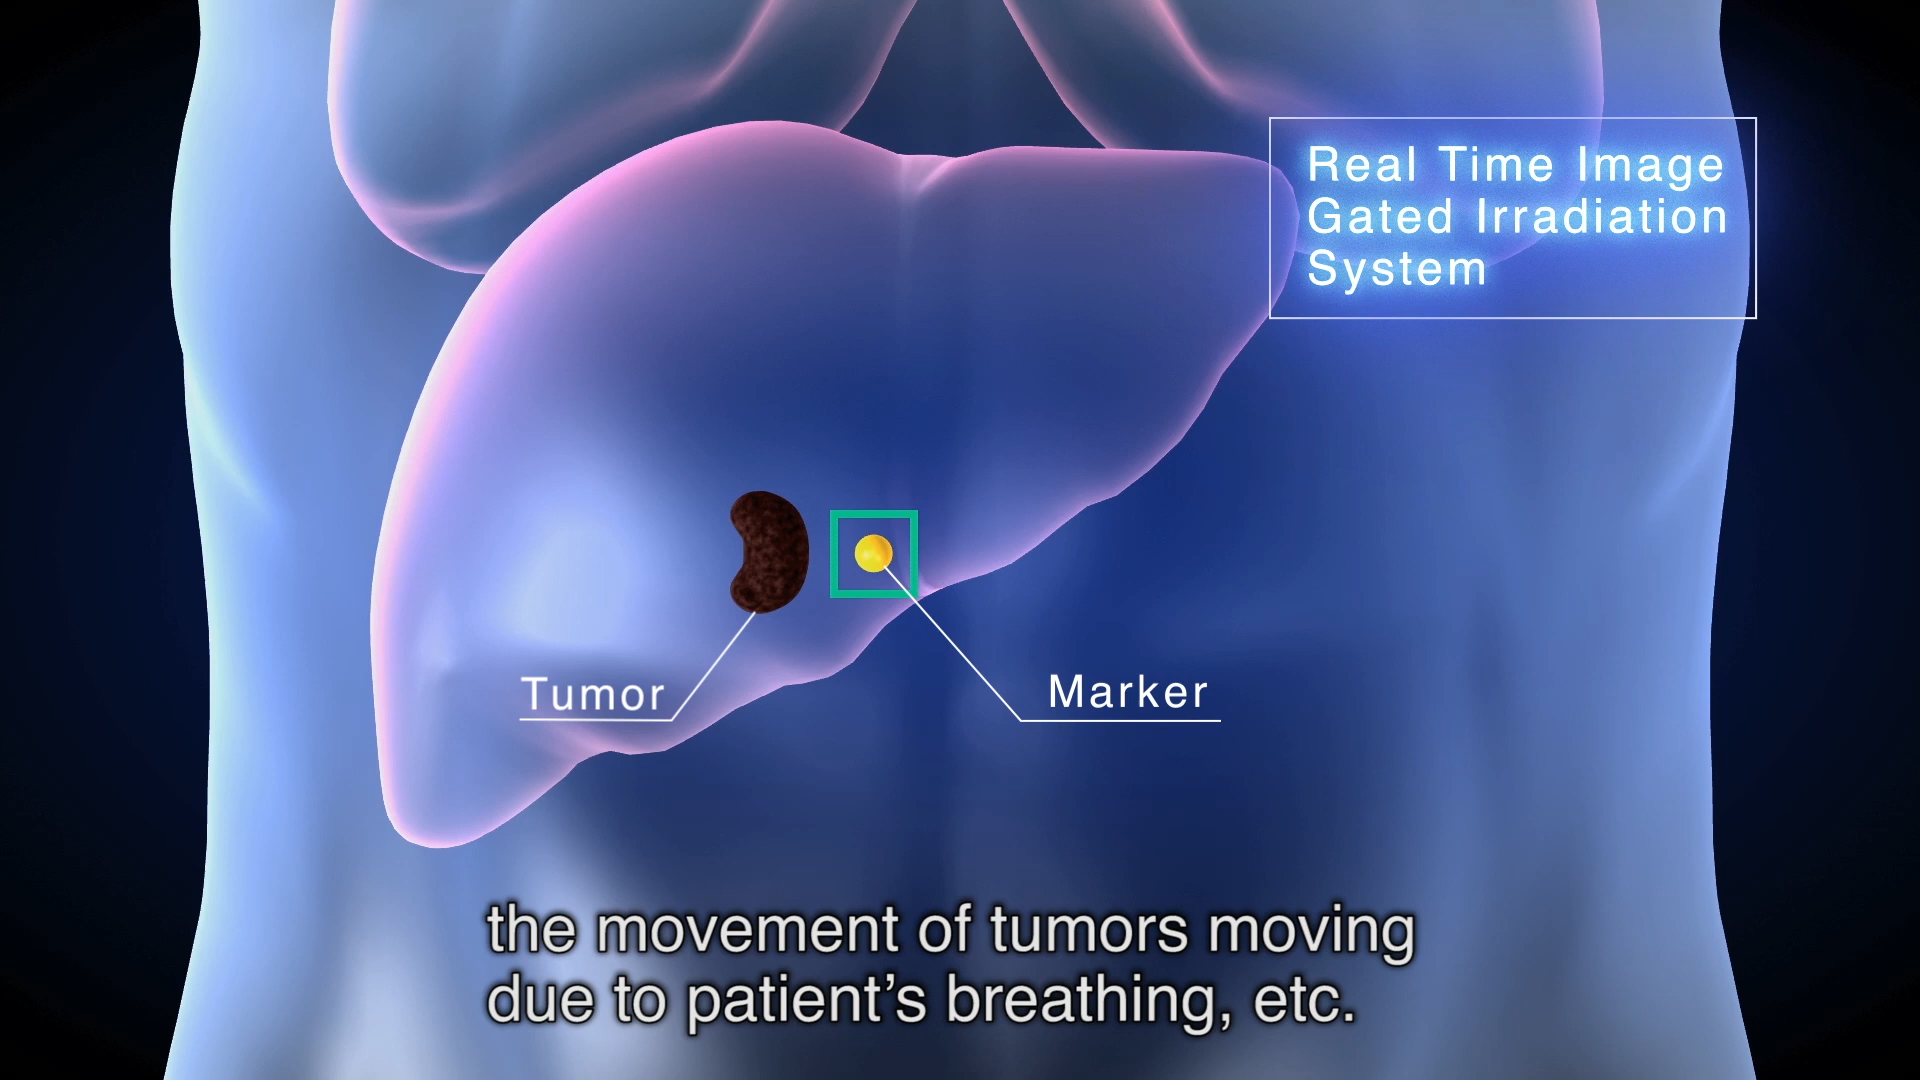 Real Time Image
Gated Irradiation
System
Tumor
Marker
the movement of tumors moving
due to patient’s breathing, etc.